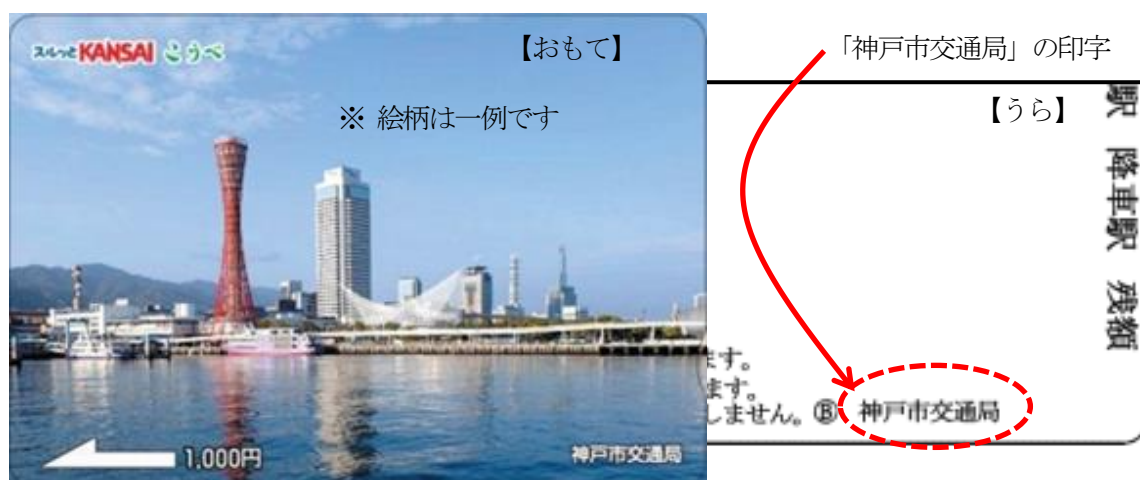 スルッとKANSAI こうべ
【おもて】
※ 絵柄は一例です
1,000円
神戸市交通局
「神戸市交通局」の印字
【うら】
駅 降車駅 残額
ます。
ます。
しません。Ⓑ 神戸市交通局